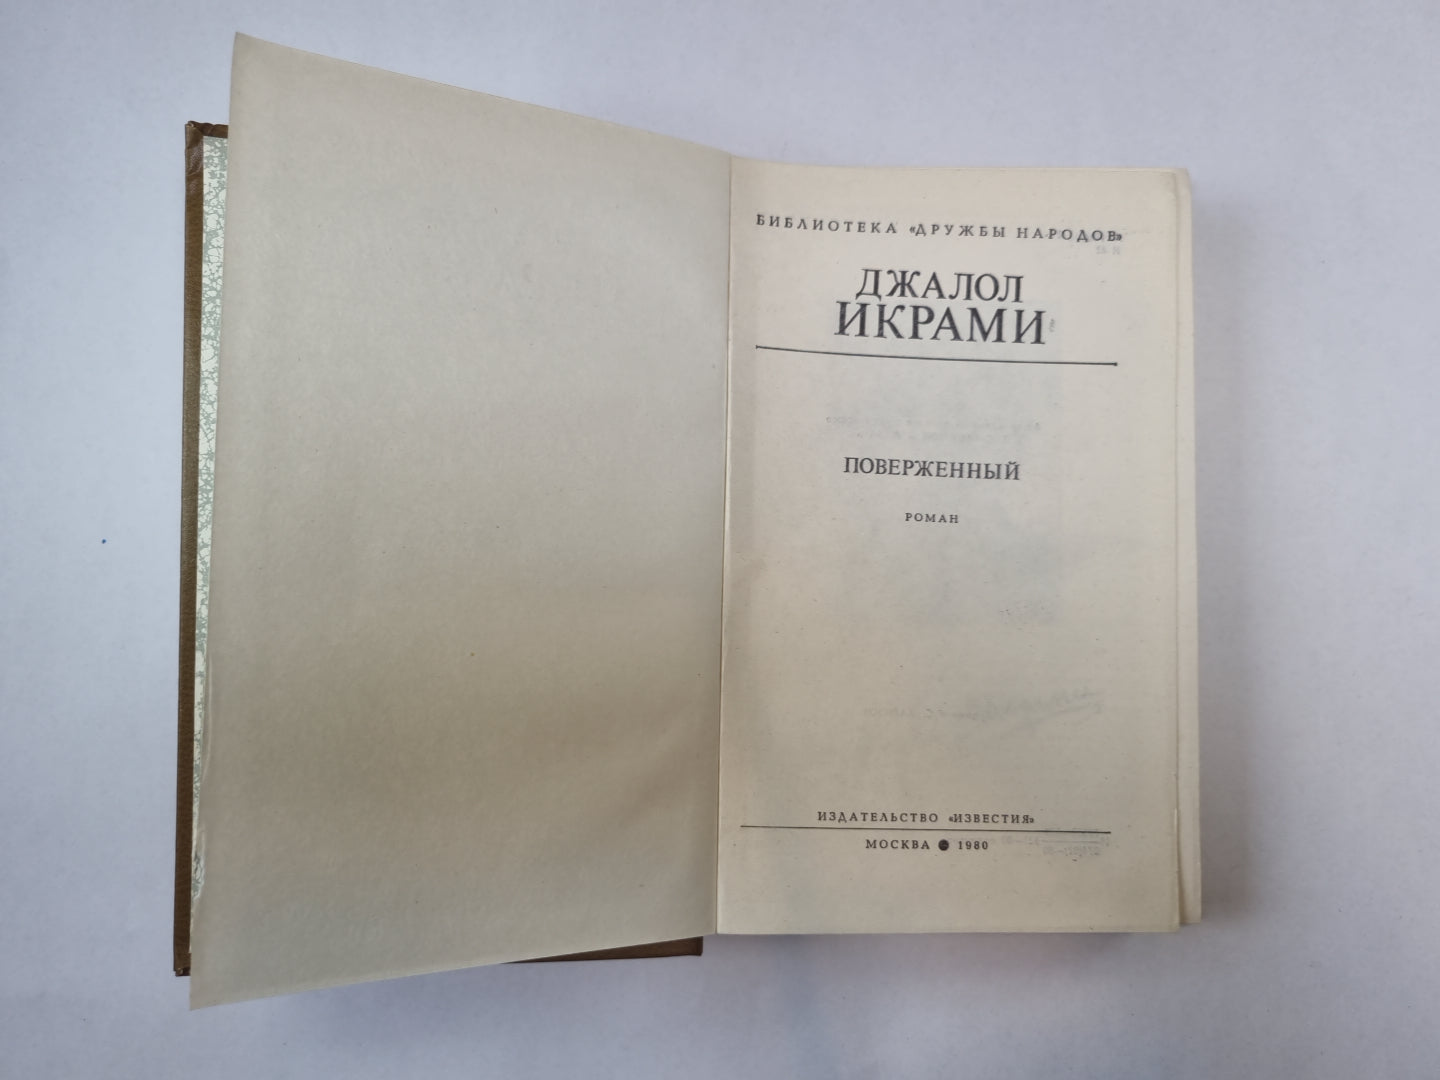 БИБЛИОТЕКА «ДРУЖБЫ НАРОДОВ»
ДЖАЛОЛ
ИКРАМИ
ПОВЕРЖЕННЫЙ
РОМАН
ИЗДАТЕЛЬСТВО «ИЗВЕСТИЯ»
МОСКВА ● 1980